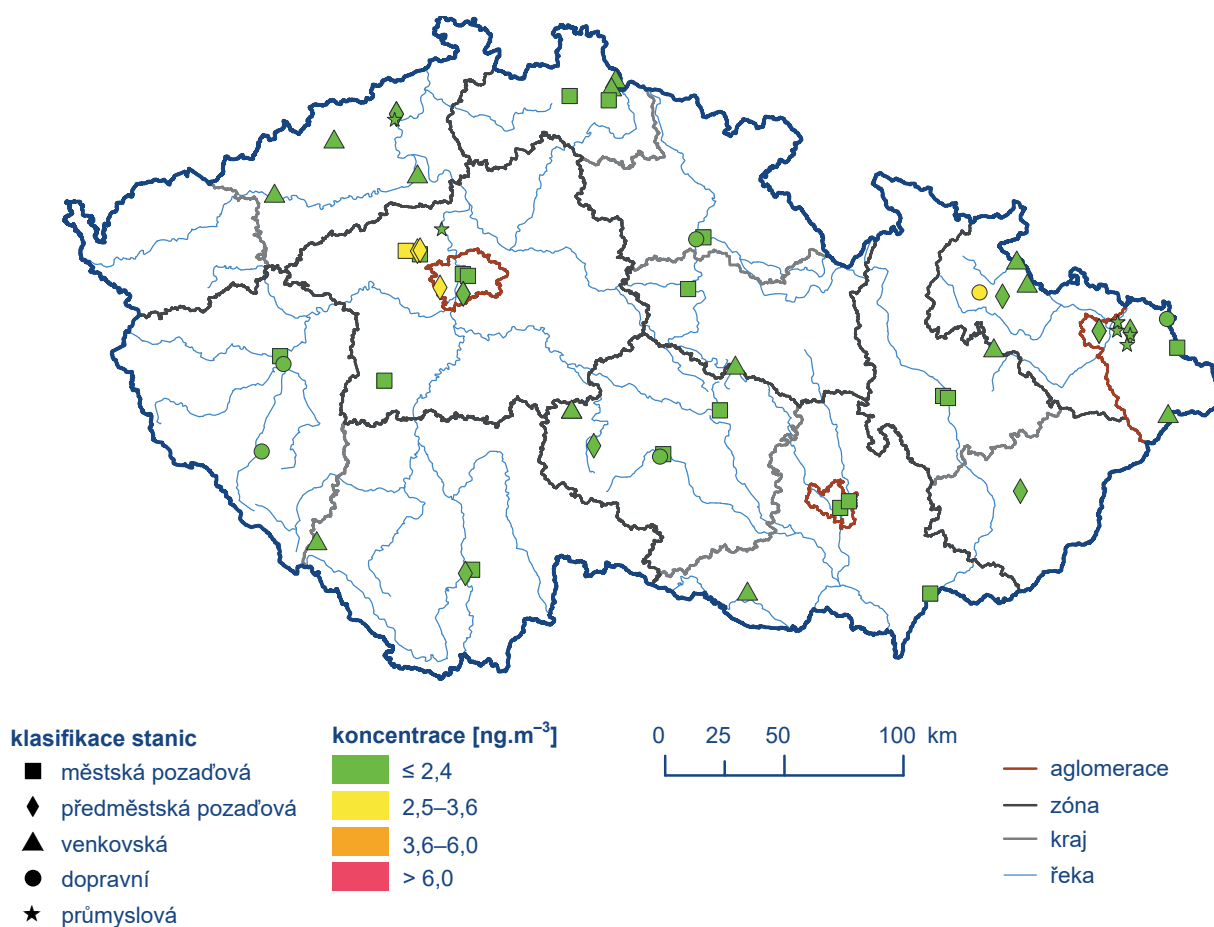 klasifikace stanic
městská pozaďová
předměstská pozaďová
venkovská
dopravní
průmyslová
koncentrace [ng.m⁻³]
≤ 2,4
2,5–3,6
3,6–6,0
> 6,0
0 25 50 100 km
aglomerace
zóna
kraj
řeka